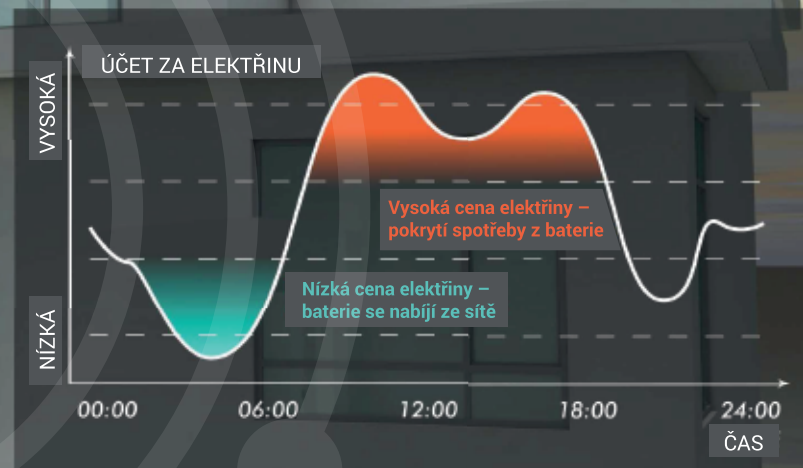 ÚČET ZA ELEKTŘINU
VYSOKÁ
Vysoká cena elektřiny –
pokrytí spotřeby z baterie
Nízká cena elektřiny –
baterie se nabíjí ze sítě
NÍZKÁ
00:00 06:00 12:00 18:00 24:00
ČAS